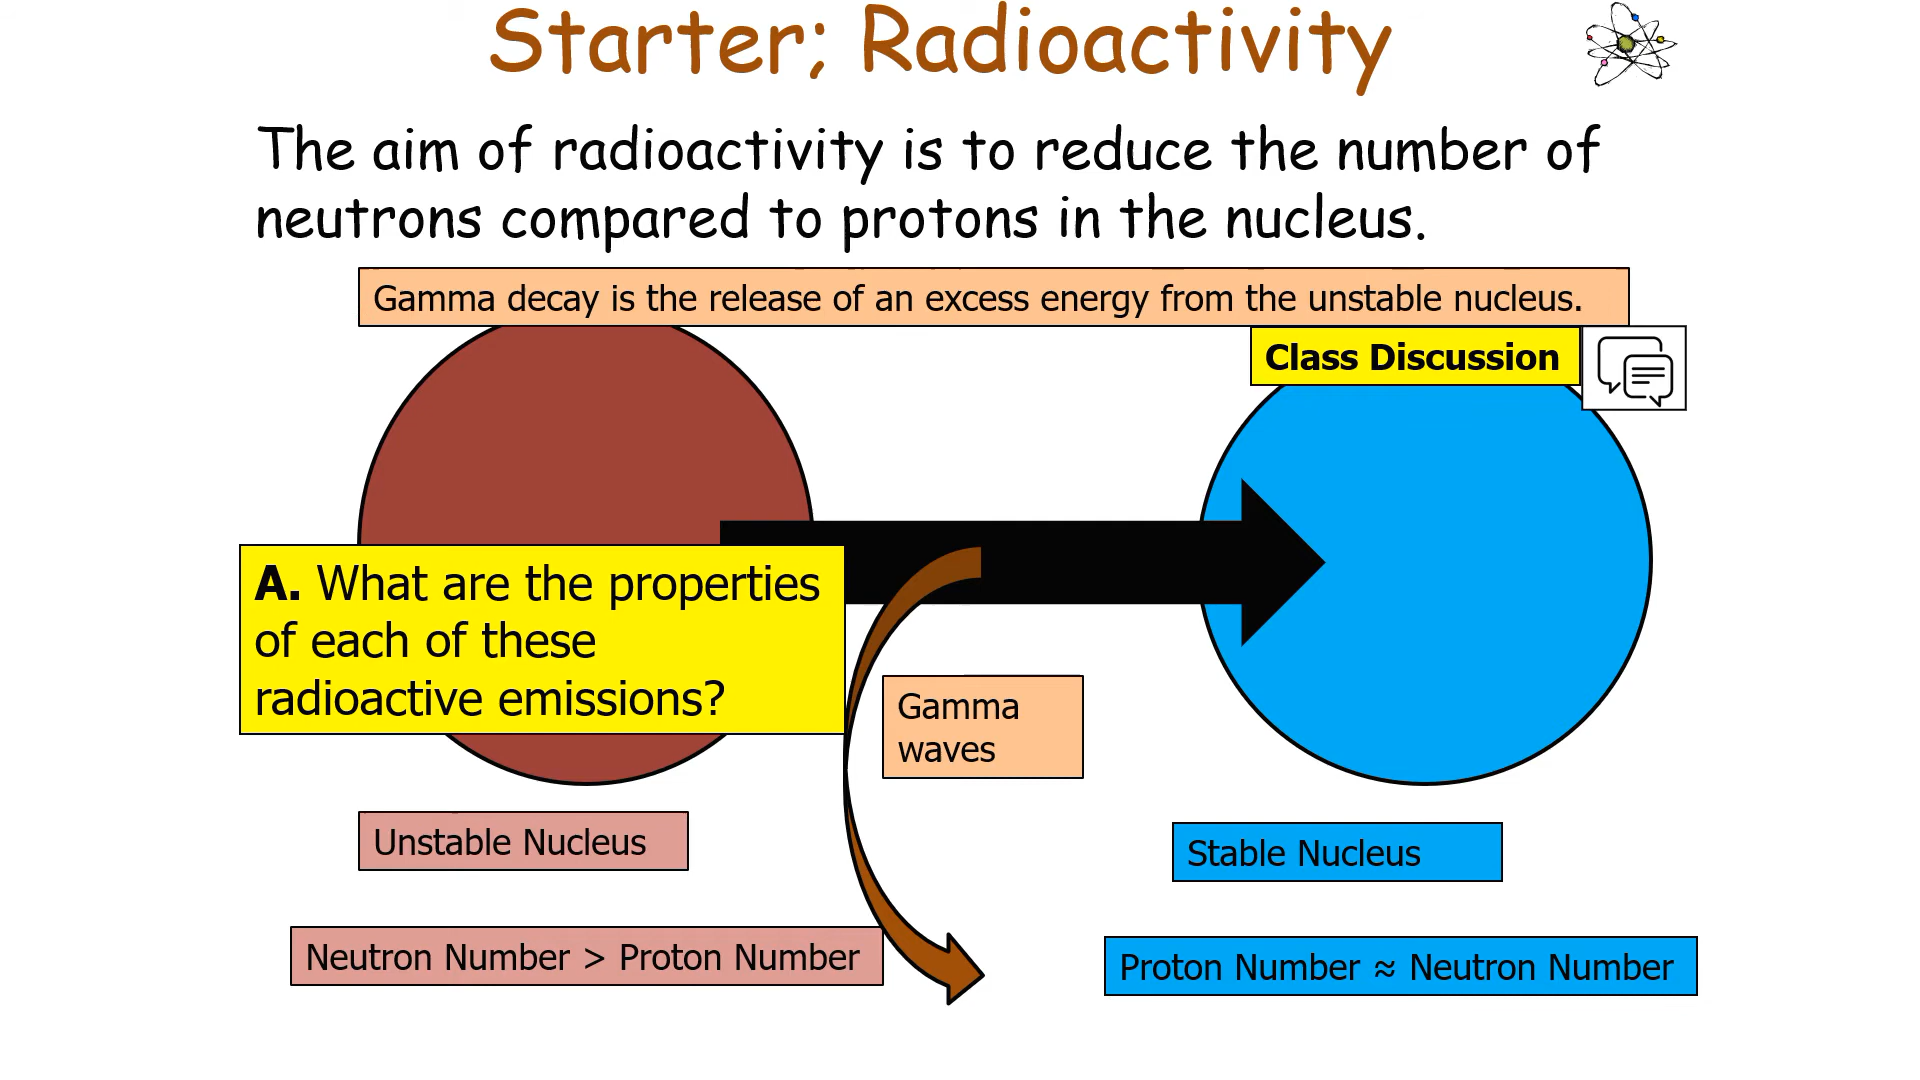 Starter; Radioactivity
The aim of radioactivity is to reduce the number of
neutrons compared to protons in the nucleus.
Gamma decay is the release of an excess energy from the unstable nucleus.
Class Discussion
A. What are the properties
of each of these
radioactive emissions?
Gamma
waves
Unstable Nucleus
Stable Nucleus
Neutron Number > Proton Number
Proton Number ≈ Neutron Number